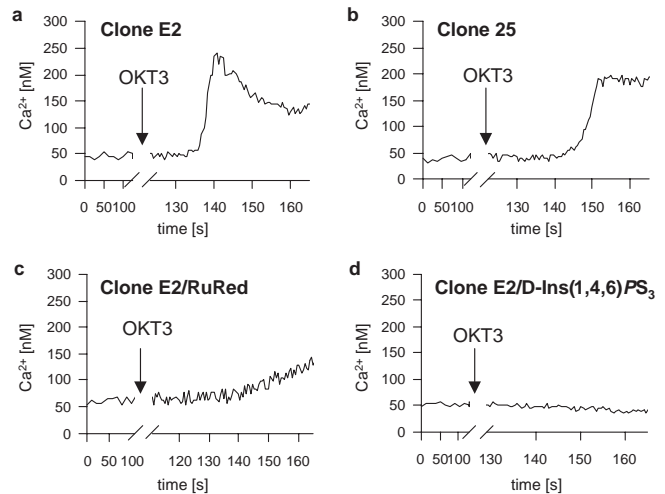 a
Clone E2
300
250
200
150
100
50
0
Ca²⁺ [nM]
OKT3
0 50 100 130 140 150 160
time [s]
b
Clone 25
300
250
200
150
100
50
0
Ca²⁺ [nM]
OKT3
0 50 100 130 140 150 160
time [s]
c
Clone E2/RuRed
300
250
200
150
100
50
0
Ca²⁺ [nM]
OKT3
0 50 100 120 130 140 150 160
time [s]
d
Clone E2/D-Ins(1,4,6)PS₃
300
250
200
150
100
50
0
Ca²⁺ [nM]
OKT3
0 50 100 130 140 150 160
time [s]